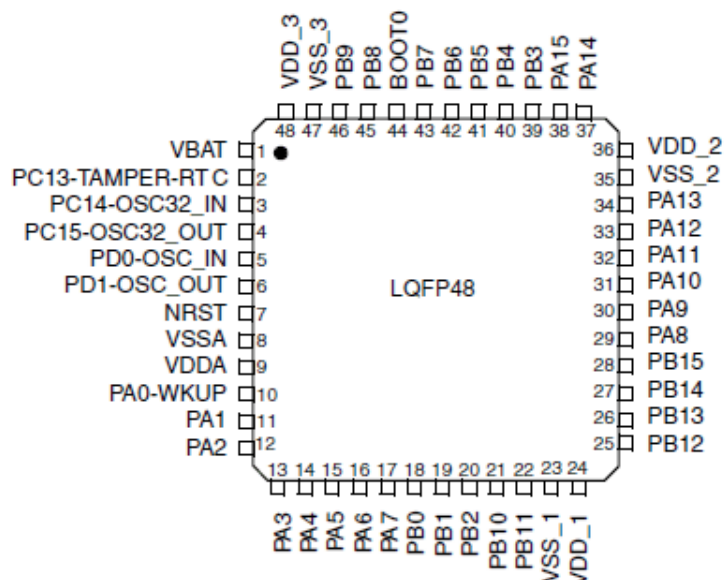 VDD_3
VSS_3
PB9
PB8
BOOT0
PB7
PB6
PB5
PB4
PB3
PA15
PA14
48 47 46 45 44 43 42 41 40 39 38 37
VBAT 1
PC13-TAMPER-RTC 2
PC14-OSC32_IN 3
PC15-OSC32_OUT 4
PD0-OSC_IN 5
PD1-OSC_OUT 6
NRST 7
VSSA 8
VDDA 9
PA0-WKUP 10
PA1 11
PA2 12
LQFP48
36 VDD_2
35 VSS_2
34 PA13
33 PA12
32 PA11
31 PA10
30 PA9
29 PA8
28 PB15
27 PB14
26 PB13
25 PB12
13 14 15 16 17 18 19 20 21 22 23 24
PA3
PA4
PA5
PA6
PA7
PB0
PB1
PB2
PB10
PB11
VSS_1
VDD_1